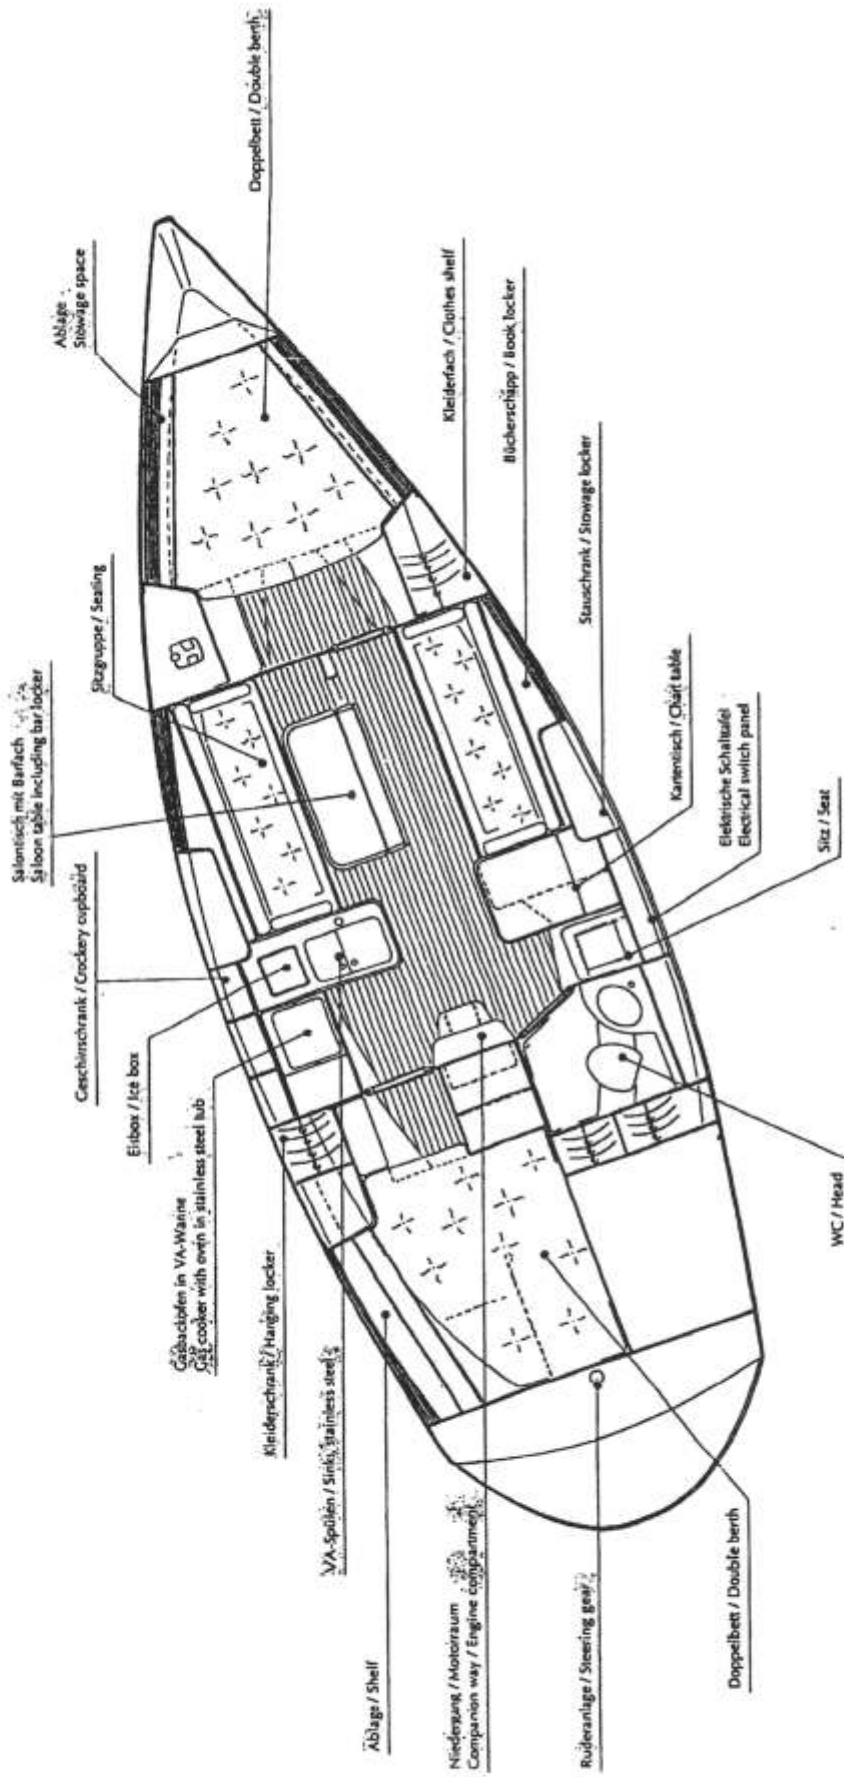 Doppelbett / Double berth
Ablage
Stowage space
Kleiderfach / Clothes shelf
Bücherschapp / Book locker
Sitzgruppe / Seating
Stauschrank / Stowage locker
Salontisch mit Barfach
Saloon table including bar locker
Kartentisch / Chart table
Elektrische Schalttafel
Electrical switch panel
Sitz / Seat
Geschirrschrank / Crockery cupboard
Eisbox / Ice box
Gasbackofen in VA-Wanne
Gas cooker with oven in stainless steel tub
WC / Head
Kleiderschrank / Hanging locker
VA-Spülen / Sinks, stainless steel
Ablage / Shelf
Niedergang / Motorraum
Companion way / Engine compartment
Ruderanlage / Steering gear
Doppelbett / Double berth